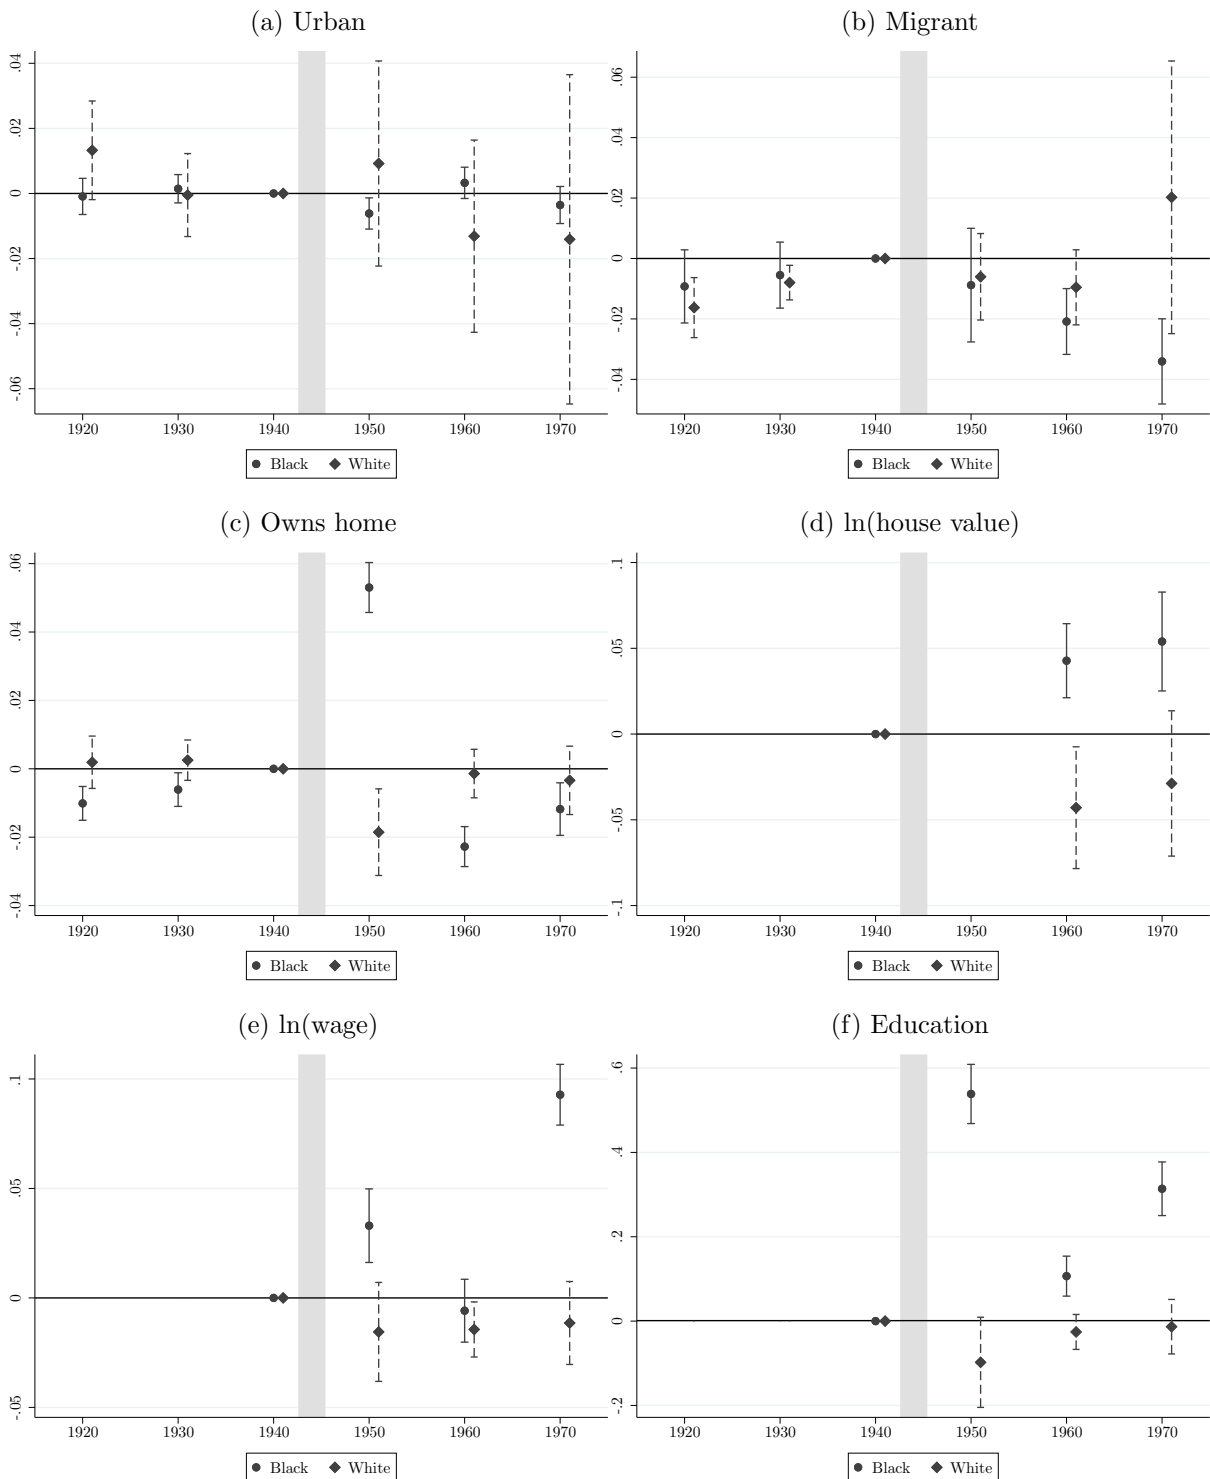 (a) Urban
.04
.02
0
-.02
-.04
-.06
1920 1930 1940 1950 1960 1970
Black White
(b) Migrant
.06
.04
.02
0
-.02
-.04
1920 1930 1940 1950 1960 1970
Black White
(c) Owns home
.06
.04
.02
0
-.02
-.04
1920 1930 1940 1950 1960 1970
Black White
(d) ln(house value)
.1
.05
0
-.05
-.1
1920 1930 1940 1950 1960 1970
Black White
(e) ln(wage)
.1
.05
0
-.05
1920 1930 1940 1950 1960 1970
Black White
(f) Education
.6
.4
.2
0
-.2
1920 1930 1940 1950 1960 1970
Black White